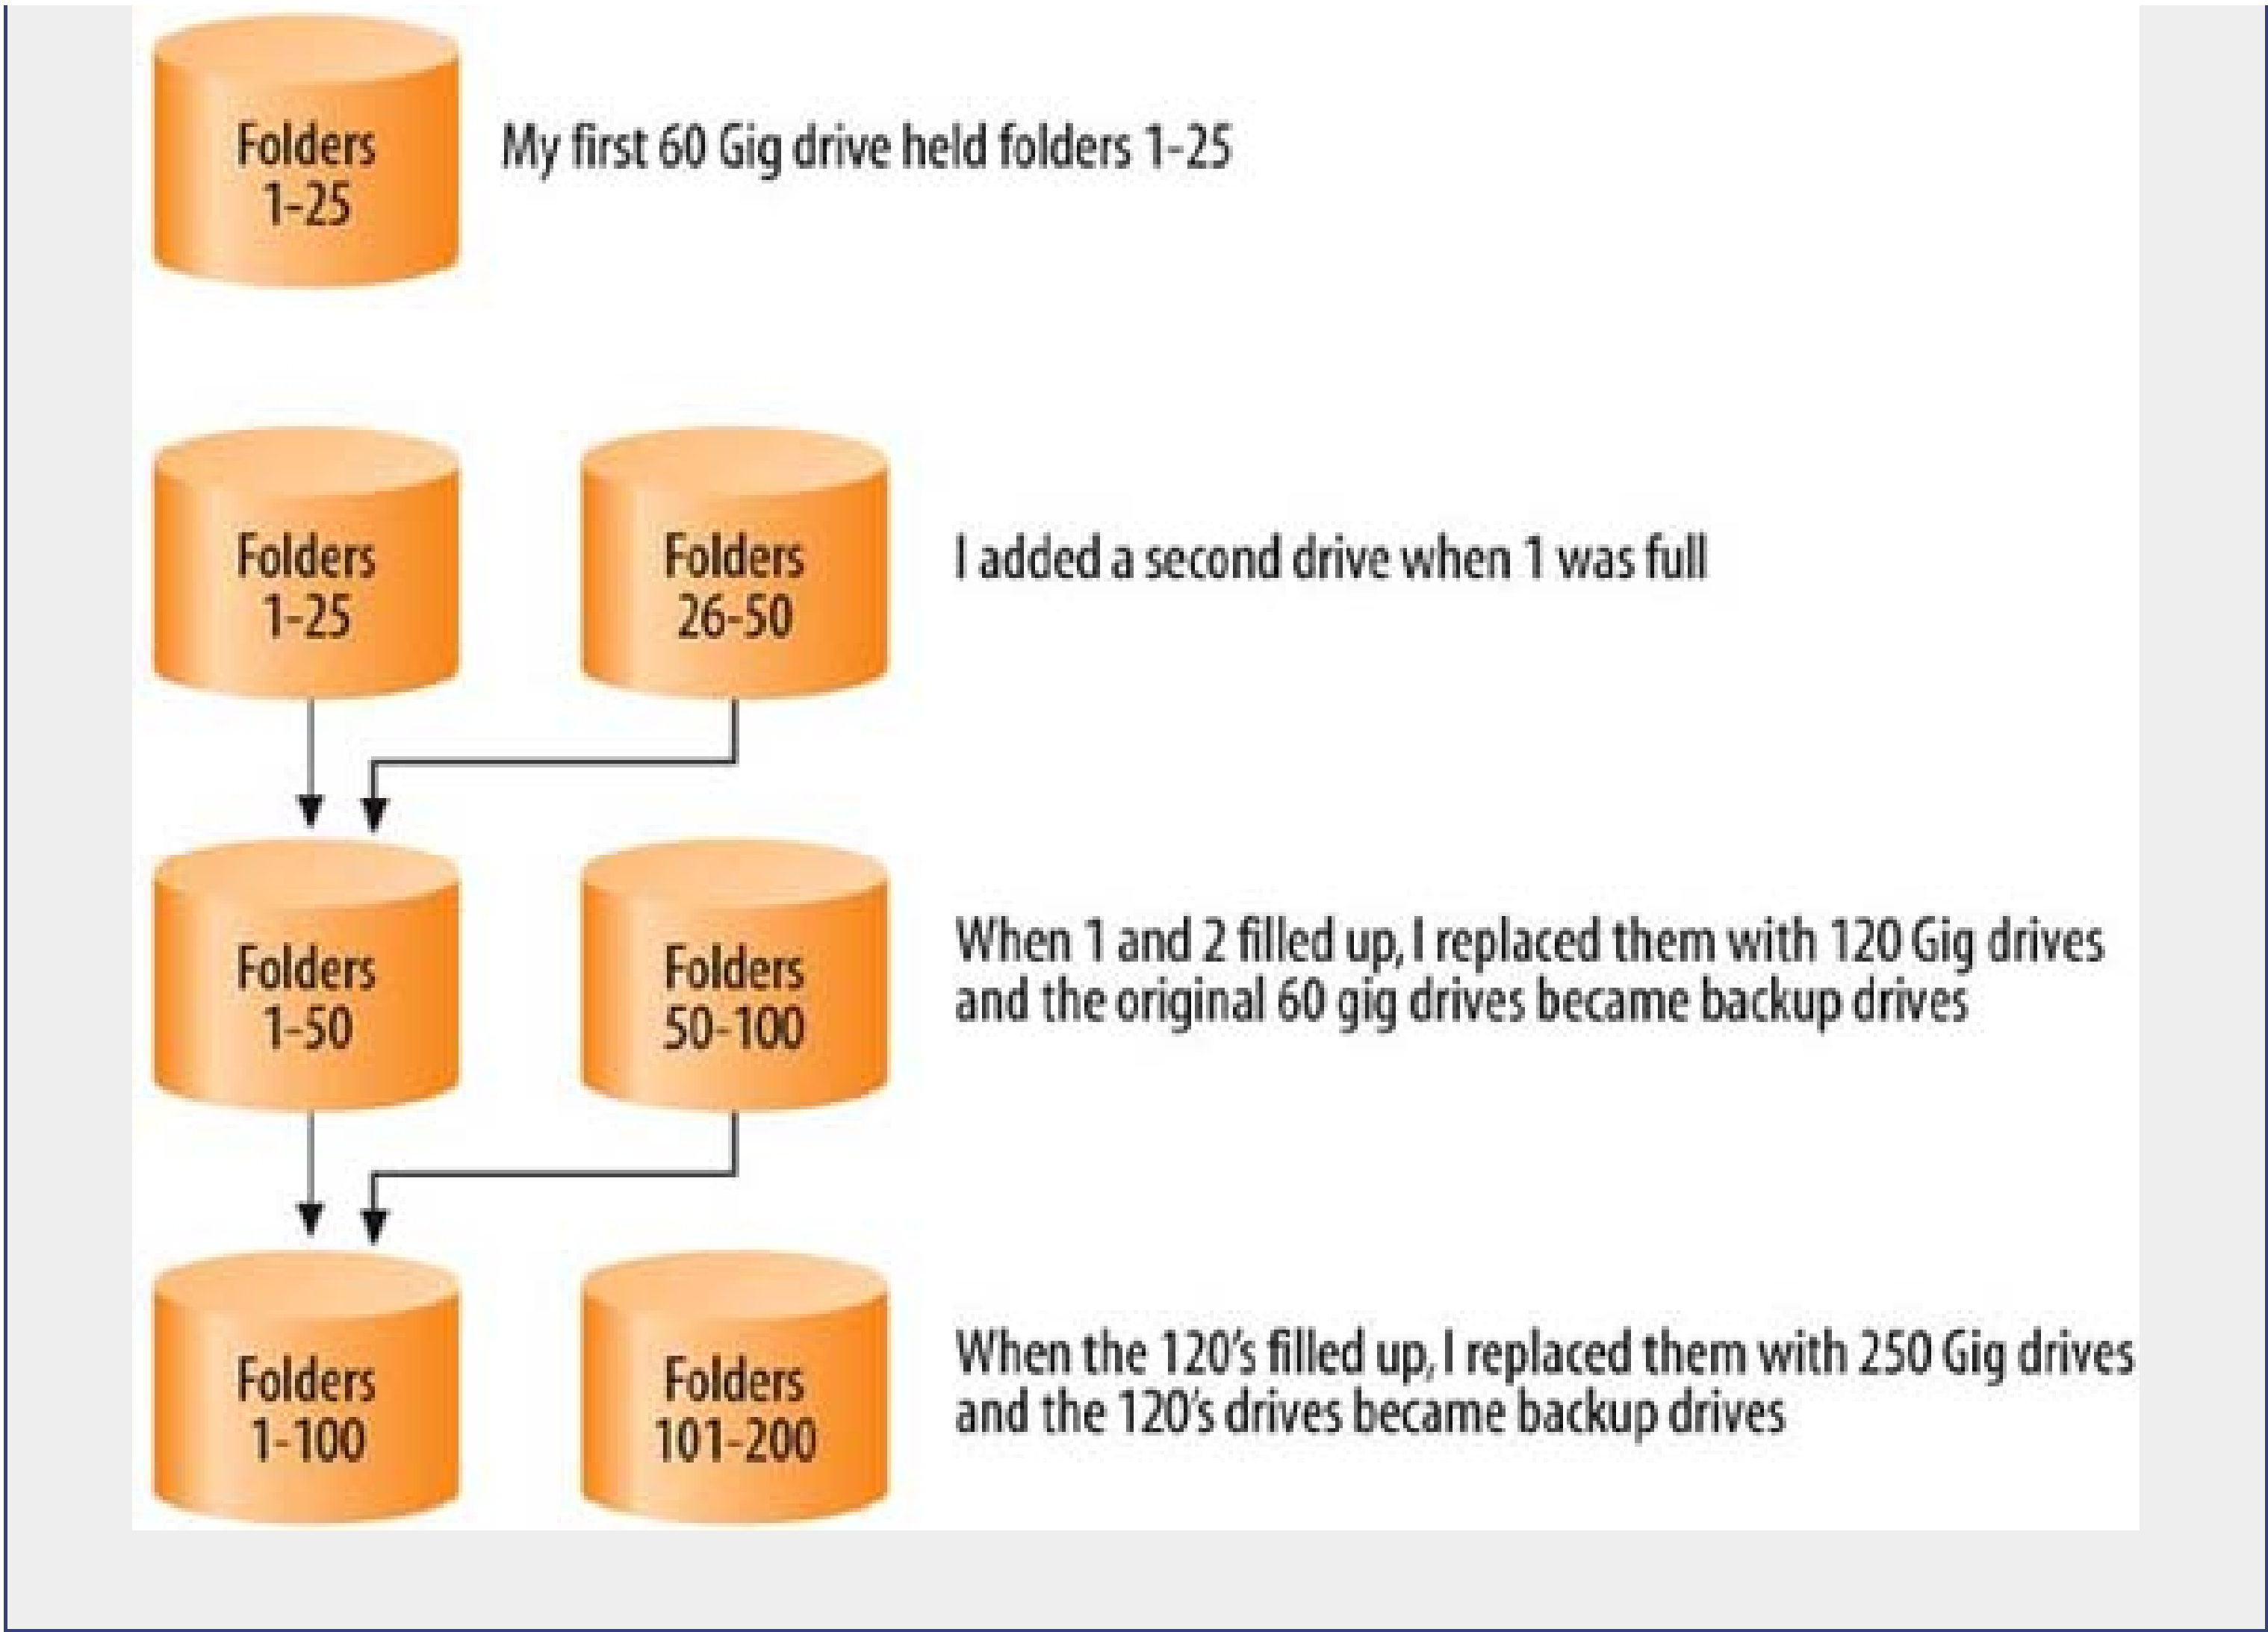 Folders
1-25
My first 60 Gig drive held folders 1-25
Folders
1-25
Folders
26-50
I added a second drive when 1 was full
Folders
1-50
Folders
50-100
When 1 and 2 filled up, I replaced them with 120 Gig drives
and the original 60 gig drives became backup drives
Folders
1-100
Folders
101-200
When the 120's filled up, I replaced them with 250 Gig drives
and the 120's drives became backup drives